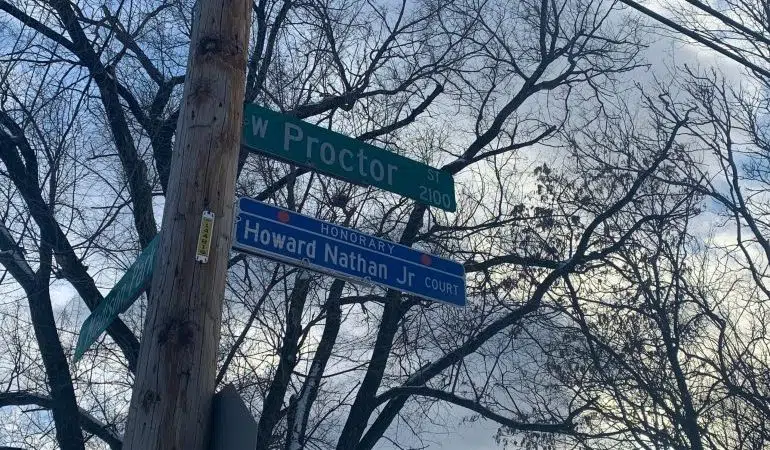 W Proctor ST
2100
HONORARY
Howard Nathan Jr COURT